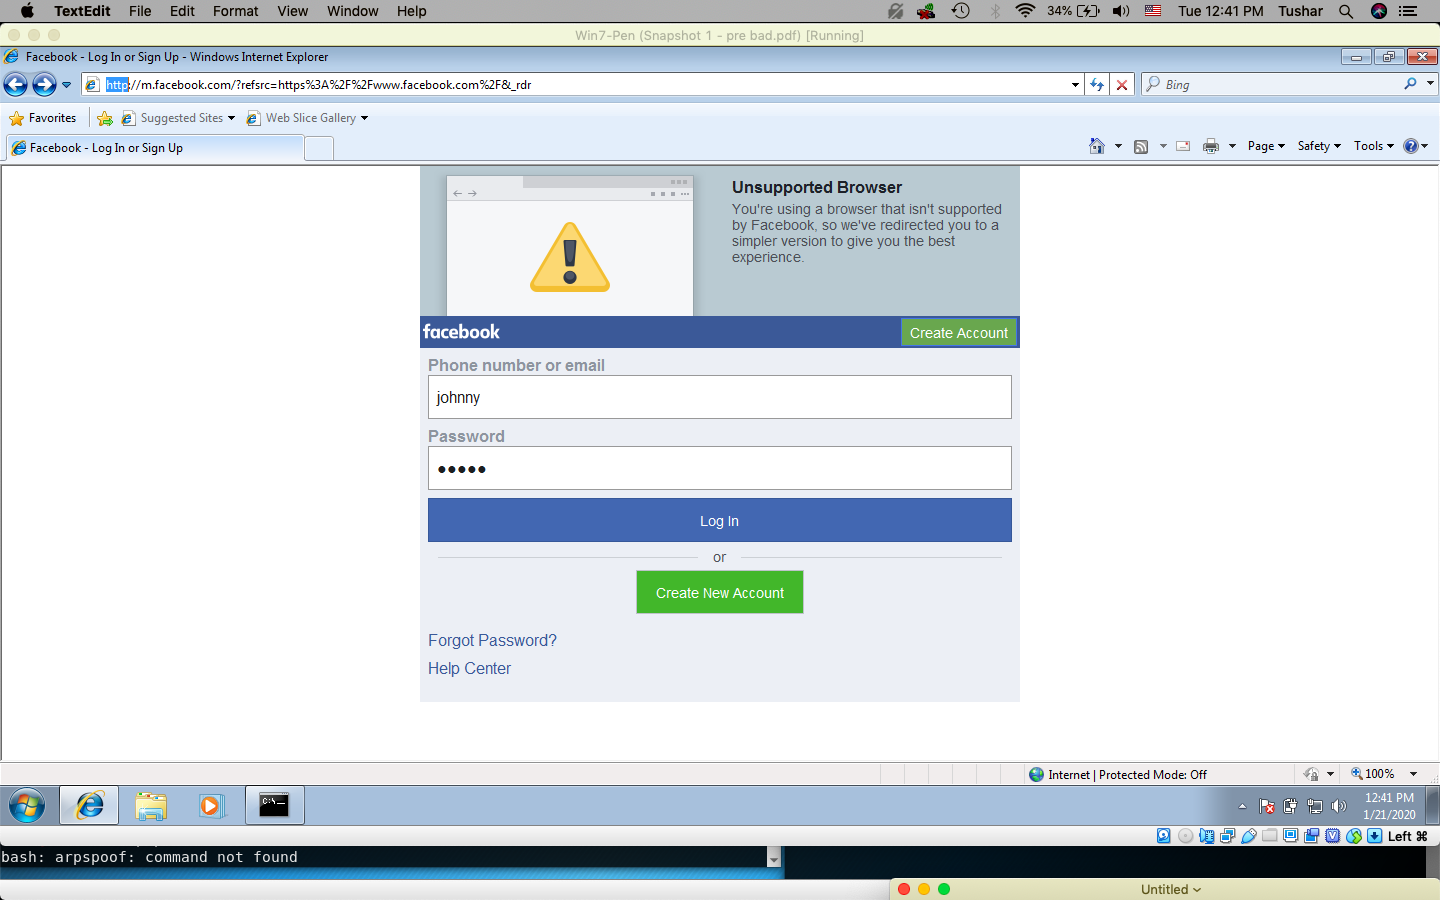 TextEdit File Edit Format View Window Help 34% Tue 12:41 PM Tushar
Win7-Pen (Snapshot 1 - pre bad.pdf) [Running]
Facebook - Log In or Sign Up - Windows Internet Explorer
http://m.facebook.com/?refsrc=https%3A%2F%2Fwww.facebook.com%2F&_rdr Bing
Favorites Suggested Sites Web Slice Gallery
Facebook - Log In or Sign Up Page Safety Tools
Unsupported Browser
You're using a browser that isn't supported
by Facebook, so we've redirected you to a
simpler version to give you the best
experience.
facebook Create Account
Phone number or email
johnny
Password
Log In
or
Create New Account
Forgot Password?
Help Center
Internet | Protected Mode: Off 100%
C:\
12:41 PM
1/21/2020
Left ⌘
bash: arpspoof: command not found
Untitled